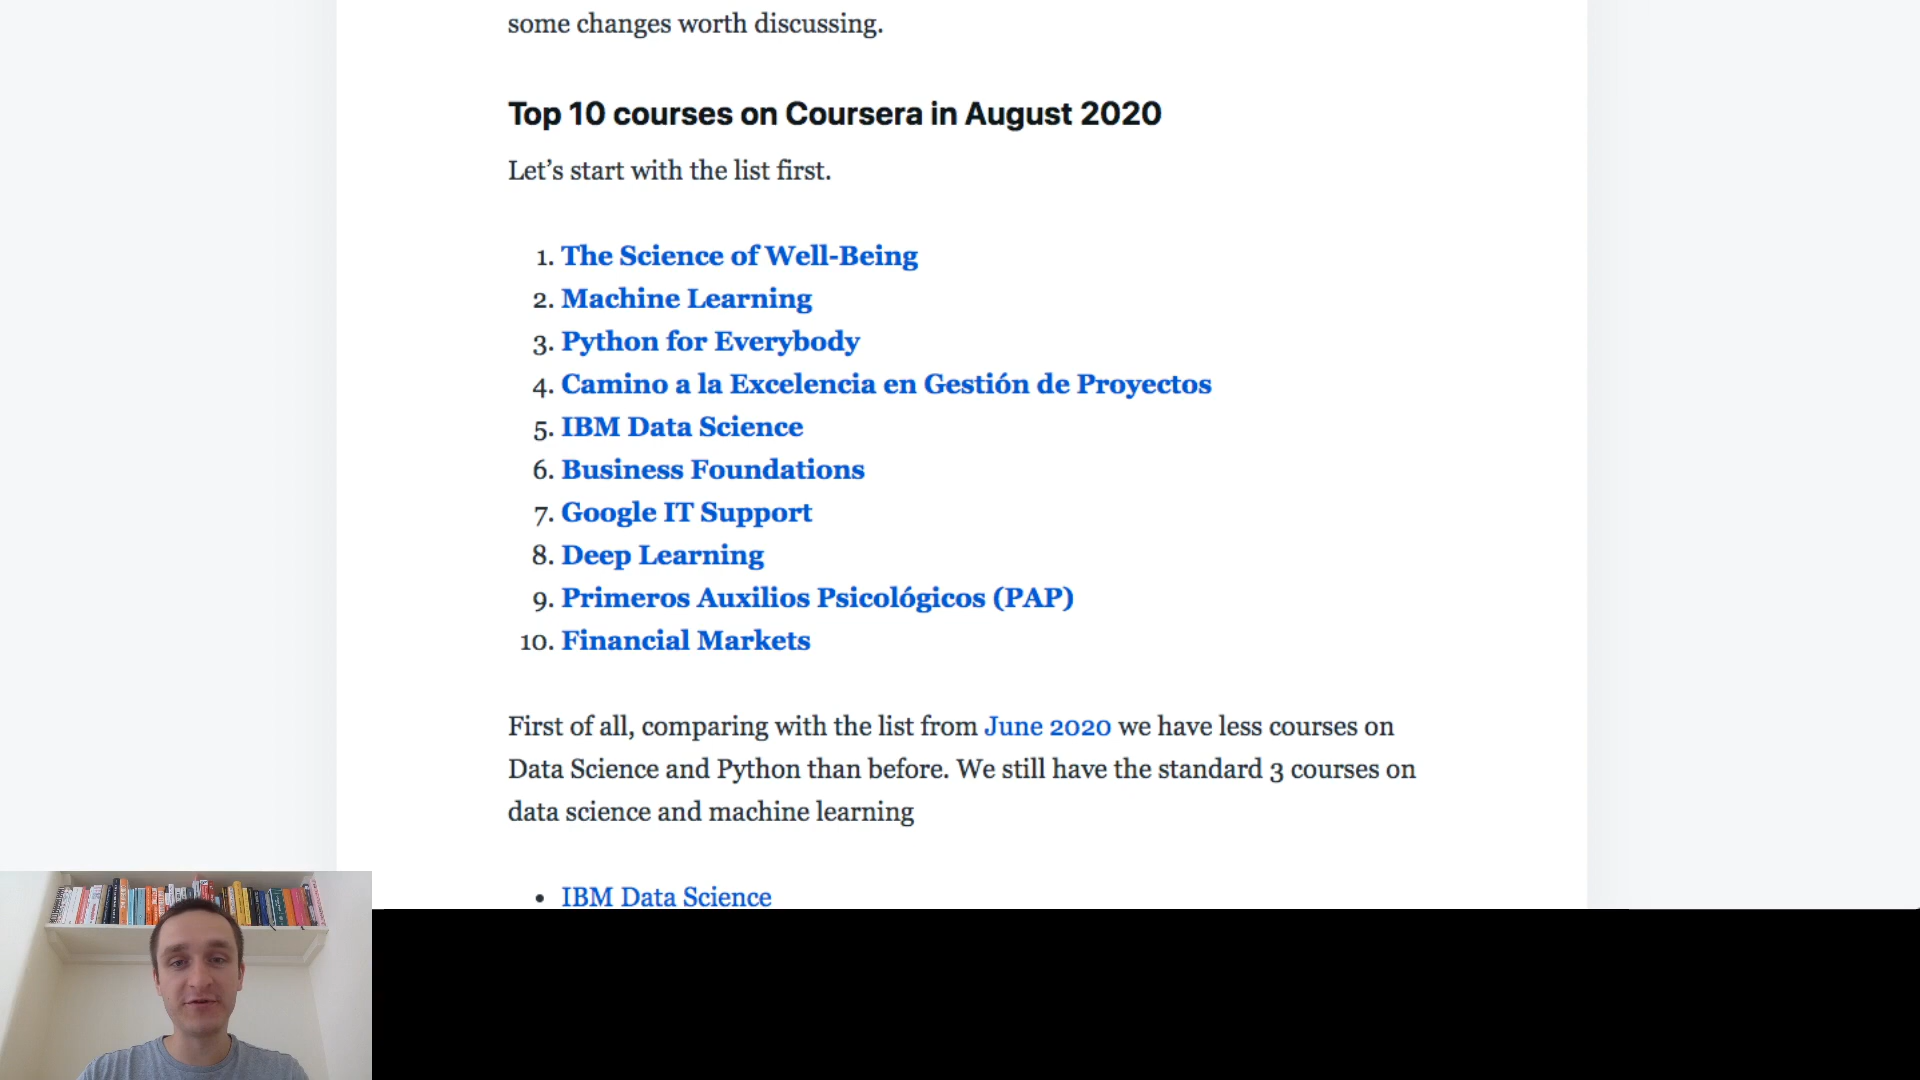 some changes worth discussing.
Top 10 courses on Coursera in August 2020
Let’s start with the list first.
1. The Science of Well-Being
2. Machine Learning
3. Python for Everybody
4. Camino a la Excelencia en Gestión de Proyectos
5. IBM Data Science
6. Business Foundations
7. Google IT Support
8. Deep Learning
9. Primeros Auxilios Psicológicos (PAP)
10. Financial Markets
First of all, comparing with the list from June 2020 we have less courses on
Data Science and Python than before. We still have the standard 3 courses on
data science and machine learning
• IBM Data Science